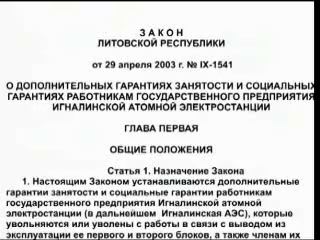 З А К О Н
ЛИТОВСКОЙ РЕСПУБЛИКИ
от 29 апреля 2003 г. № IX-1541
О ДОПОЛНИТЕЛЬНЫХ ГАРАНТИЯХ ЗАНЯТОСТИ И СОЦИАЛЬНЫХ
ГАРАНТИЯХ РАБОТНИКАМ ГОСУДАРСТВЕННОГО ПРЕДПРИЯТИЯ
ИГНАЛИНСКОЙ АТОМНОЙ ЭЛЕКТРОСТАНЦИИ
ГЛАВА ПЕРВАЯ
ОБЩИЕ ПОЛОЖЕНИЯ
Статья 1. Назначение Закона
1. Настоящим Законом устанавливаются дополнительные
гарантии занятости и социальные гарантии работникам
государственного предприятия Игналинской атомной
электростанции (в дальнейшем Игналинская АЭС), которые
увольняются или уволены с работы в связи с выводом из
эксплуатации ее первого и второго блоков, а также членам их